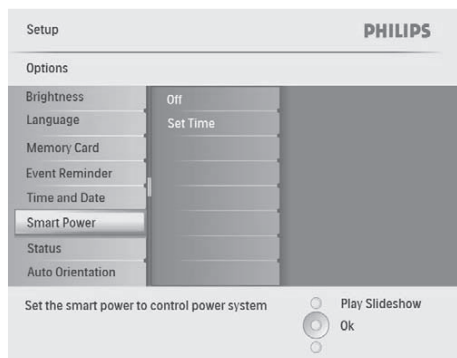 Setup
PHILIPS
Options
Brightness
Language
Memory Card
Event Reminder
Time and Date
Smart Power
Status
Auto Orientation
Off
Set Time
Set the smart power to control power system
Play Slideshow
Ok